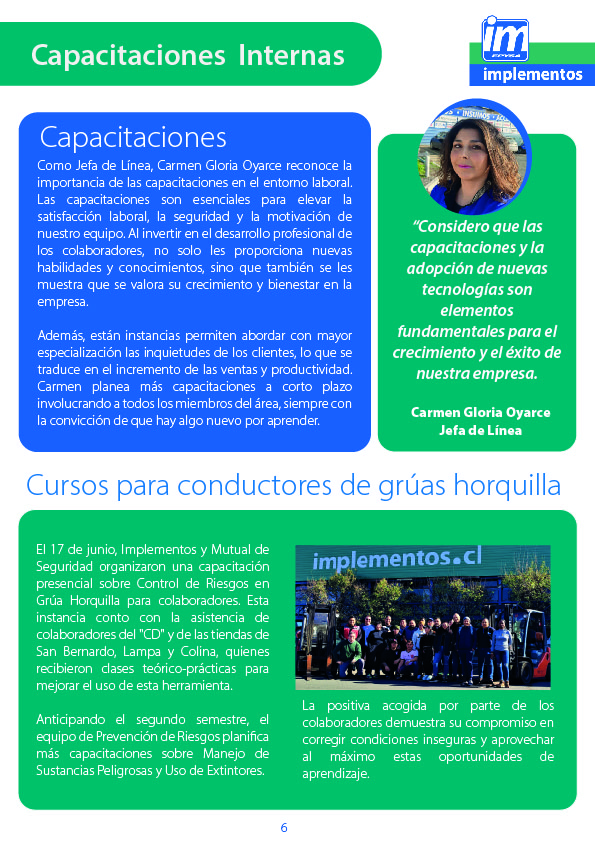 Capacitaciones Internas
im
EPYSA
implementos
Capacitaciones
Como Jefa de Línea, Carmen Gloria Oyarce reconoce la
importancia de las capacitaciones en el entorno laboral.
Las capacitaciones son esenciales para elevar la
satisfacción laboral, la seguridad y la motivación de
nuestro equipo. Al invertir en el desarrollo profesional de
los colaboradores, no solo les proporciona nuevas
habilidades y conocimientos, sino que también se les
muestra que se valora su crecimiento y bienestar en la
empresa.
Además, están instancias permiten abordar con mayor
especialización las inquietudes de los clientes, lo que se
traduce en el incremento de las ventas y productividad.
Carmen planea más capacitaciones a corto plazo
involucrando a todos los miembros del área, siempre con
la convicción de que hay algo nuevo por aprender.
INSUMOS
“Considero que las
capacitaciones y la
adopción de nuevas
tecnologías son
elementos
fundamentales para el
crecimiento y el éxito de
nuestra empresa.
Carmen Gloria Oyarce
Jefa de Línea
Cursos para conductores de grúas horquilla
El 17 de junio, Implementos y Mutual de
Seguridad organizaron una capacitación
presencial sobre Control de Riesgos en
Grúa Horquilla para colaboradores. Esta
instancia conto con la asistencia de
colaboradores del "CD" y de las tiendas de
San Bernardo, Lampa y Colina, quienes
recibieron clases teórico-prácticas para
mejorar el uso de esta herramienta.
Anticipando el segundo semestre, el
equipo de Prevención de Riesgos planifica
más capacitaciones sobre Manejo de
Sustancias Peligrosas y Uso de Extintores.
implementos.cl
La positiva acogida por parte de los
colaboradores demuestra su compromiso en
corregir condiciones inseguras y aprovechar
al máximo estas oportunidades de
aprendizaje.
6